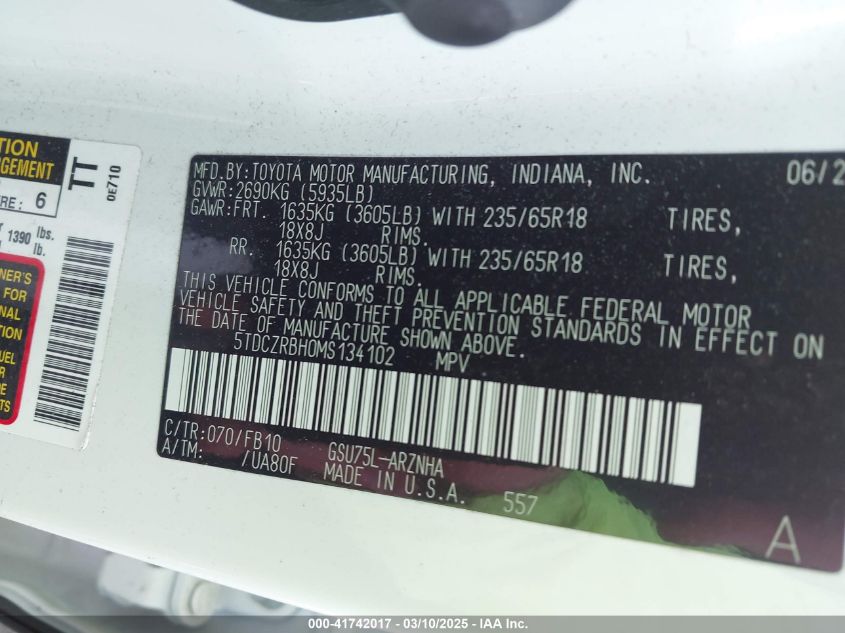 TION
GEMENT
RE: 6
1390 lbs.
lb.
NER'S
FOR
NAL
TION
UEL
FOR
NE
TS
TT
0E710
MFD.BY:TOYOTA MOTOR MANUFACTURING, INDIANA, INC. 06/2
GVWR:2690KG (5935LB)
GAWR:FRT. 1635KG (3605LB) WITH 235/65R18 TIRES,
18X8J RIMS.
RR. 1635KG (3605LB) WITH 235/65R18 TIRES,
18X8J RIMS.
THIS VEHICLE CONFORMS TO ALL APPLICABLE FEDERAL MOTOR
VEHICLE SAFETY AND THEFT PREVENTION STANDARDS IN EFFECT ON
THE DATE OF MANUFACTURE SHOWN ABOVE.
5TDCZRBH0MS134102 MPV
C/TR:070/FB10 GSU75L-ARZNHA
A/TM: /UA80F MADE IN U.S.A. 557
A
000-41742017 — 03/10/2025 — IAA Inc.